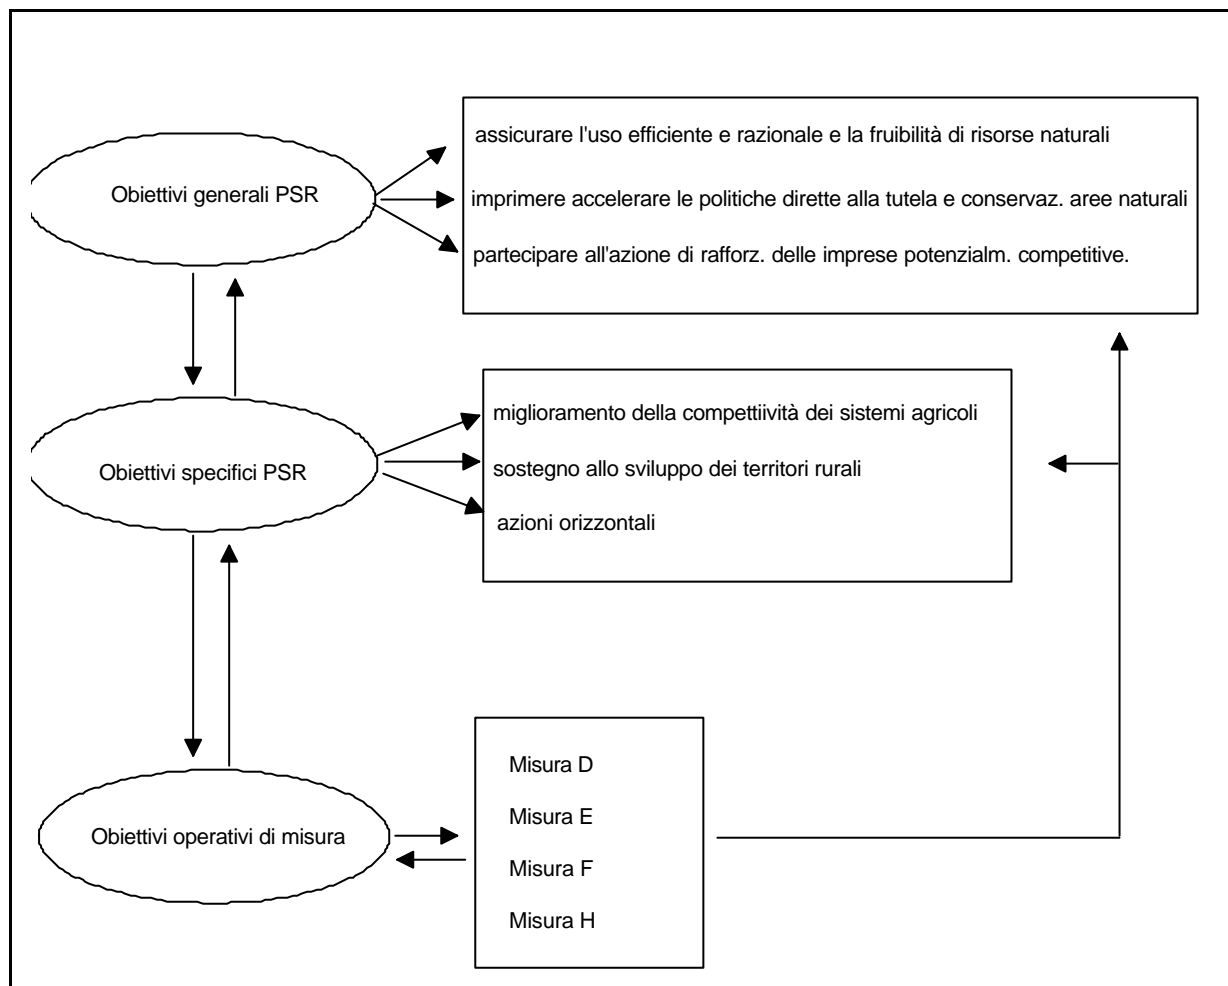 assicurare l'uso efficiente e razionale e la fruibilità di risorse naturali
Obiettivi generali PSR
imprimere accelerare le politiche dirette alla tutela e conservaz. aree naturali
partecipare all'azione di rafforz. delle imprese potenzialm. competitive.
miglioramento della compettiività dei sistemi agricoli
Obiettivi specifici PSR
sostegno allo sviluppo dei territori rurali
azioni orizzontali
Obiettivi operativi di misura
Misura D
Misura E
Misura F
Misura H